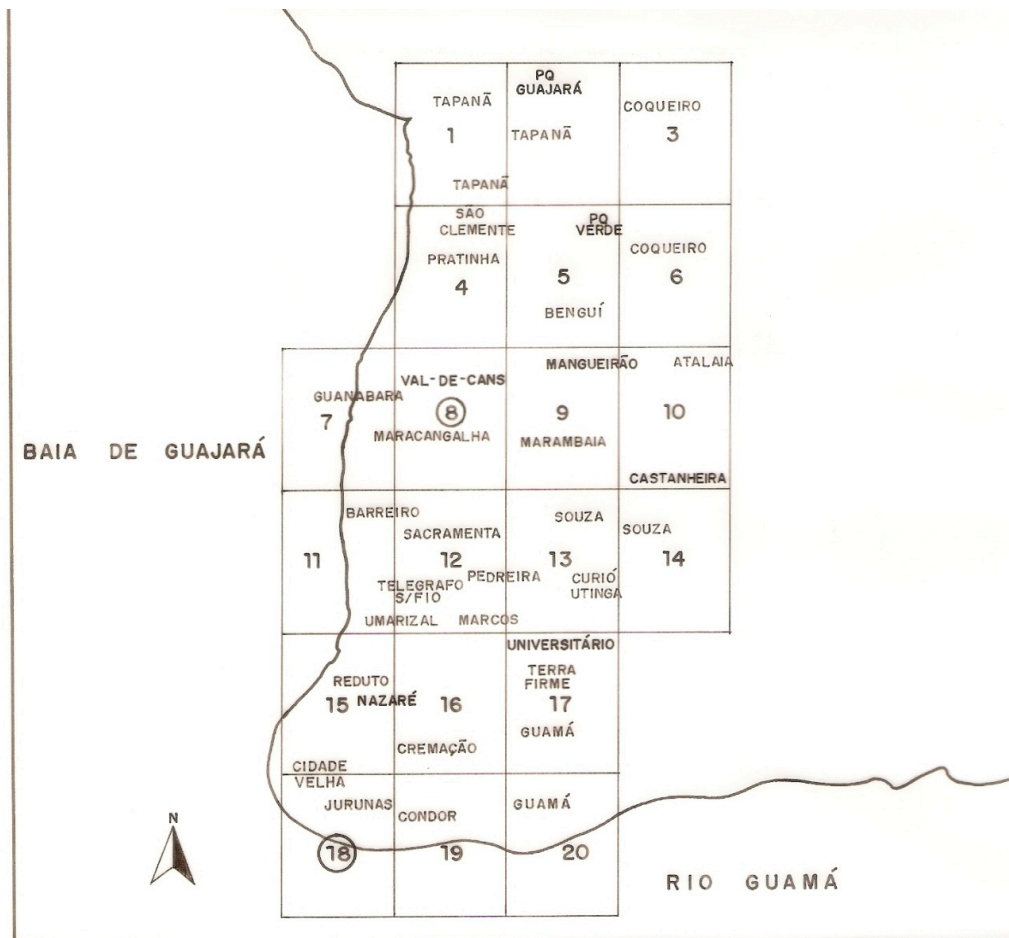 PQ
GUAJARÁ
TAPANÃ
1
TAPANÃ
COQUEIRO
3
TAPANÃ
SÃO
CLEMENTE
PRATINHA
4
PQ
VERDE
5
BENGUÍ
COQUEIRO
6
GUANABARA
7
VAL-DE-CANS
8
MARACANGALHA
MANGUEIRÃO
9
MARAMBAIA
ATALAIA
10
CASTANHEIRA
BAIA DE GUAJARÁ
BARREIRO
11
SACRAMENTA
12
TELEGRAFO
S/FIO
PEDREIRA
UMARIZAL
MARCOS
SOUZA
13
CURIÓ
UTINGA
SOUZA
14
REDUTO
15
NAZARÉ
16
CREMAÇÃO
UNIVERSITÁRIO
TERRA
FIRME
17
GUAMÁ
CIDADE
VELHA
JURUNAS
18
CONDOR
19
GUAMÁ
20
N
RIO GUAMÁ